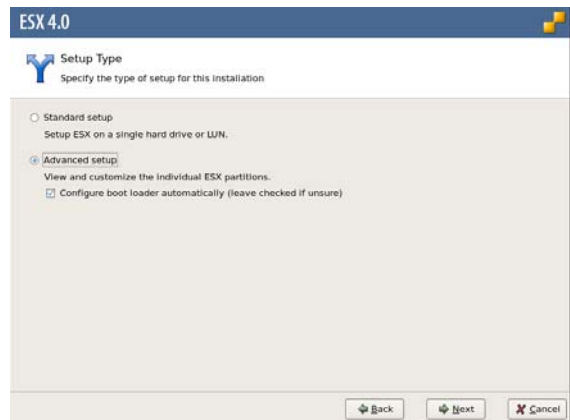 ESX 4.0
Setup Type
Specify the type of setup for this installation
Standard setup
Setup ESX on a single hard drive or LUN.
Advanced setup
View and customize the individual ESX partitions.
Configure boot loader automatically (leave checked if unsure)
Back
Next
Cancel